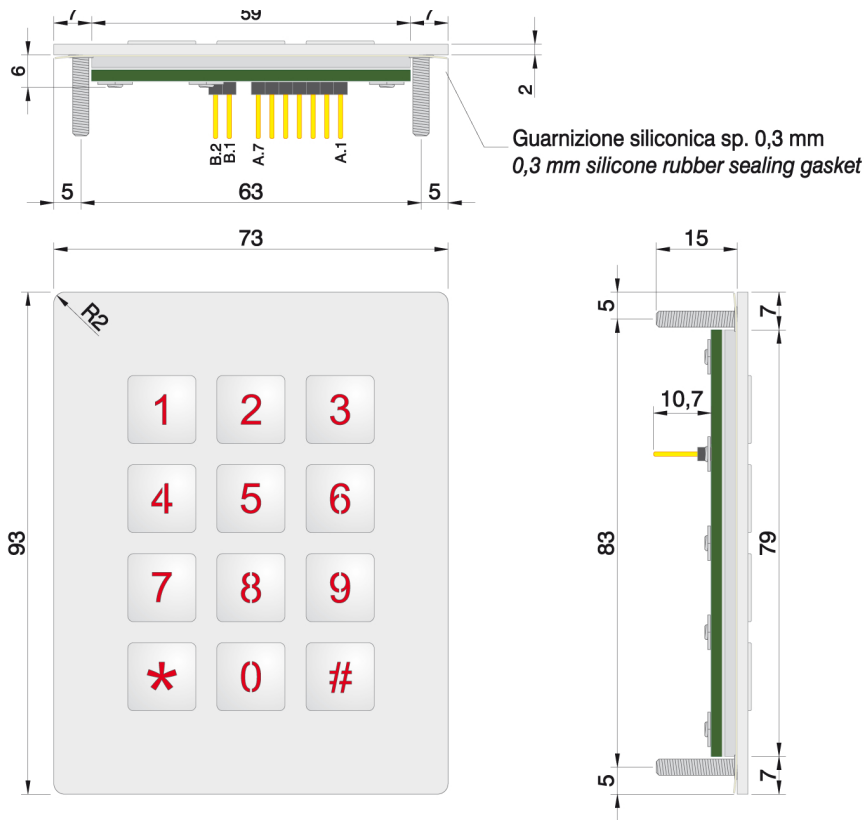 7 59 7
6
2
B.2 B.1 A.7 A.1
Guarnizione siliconica sp. 0,3 mm
0,3 mm silicone rubber sealing gasket
5 63 5
73
15
R2
5
7
1 2 3
10,7
4 5 6
93
83
79
7 8 9
* 0 #
5
7